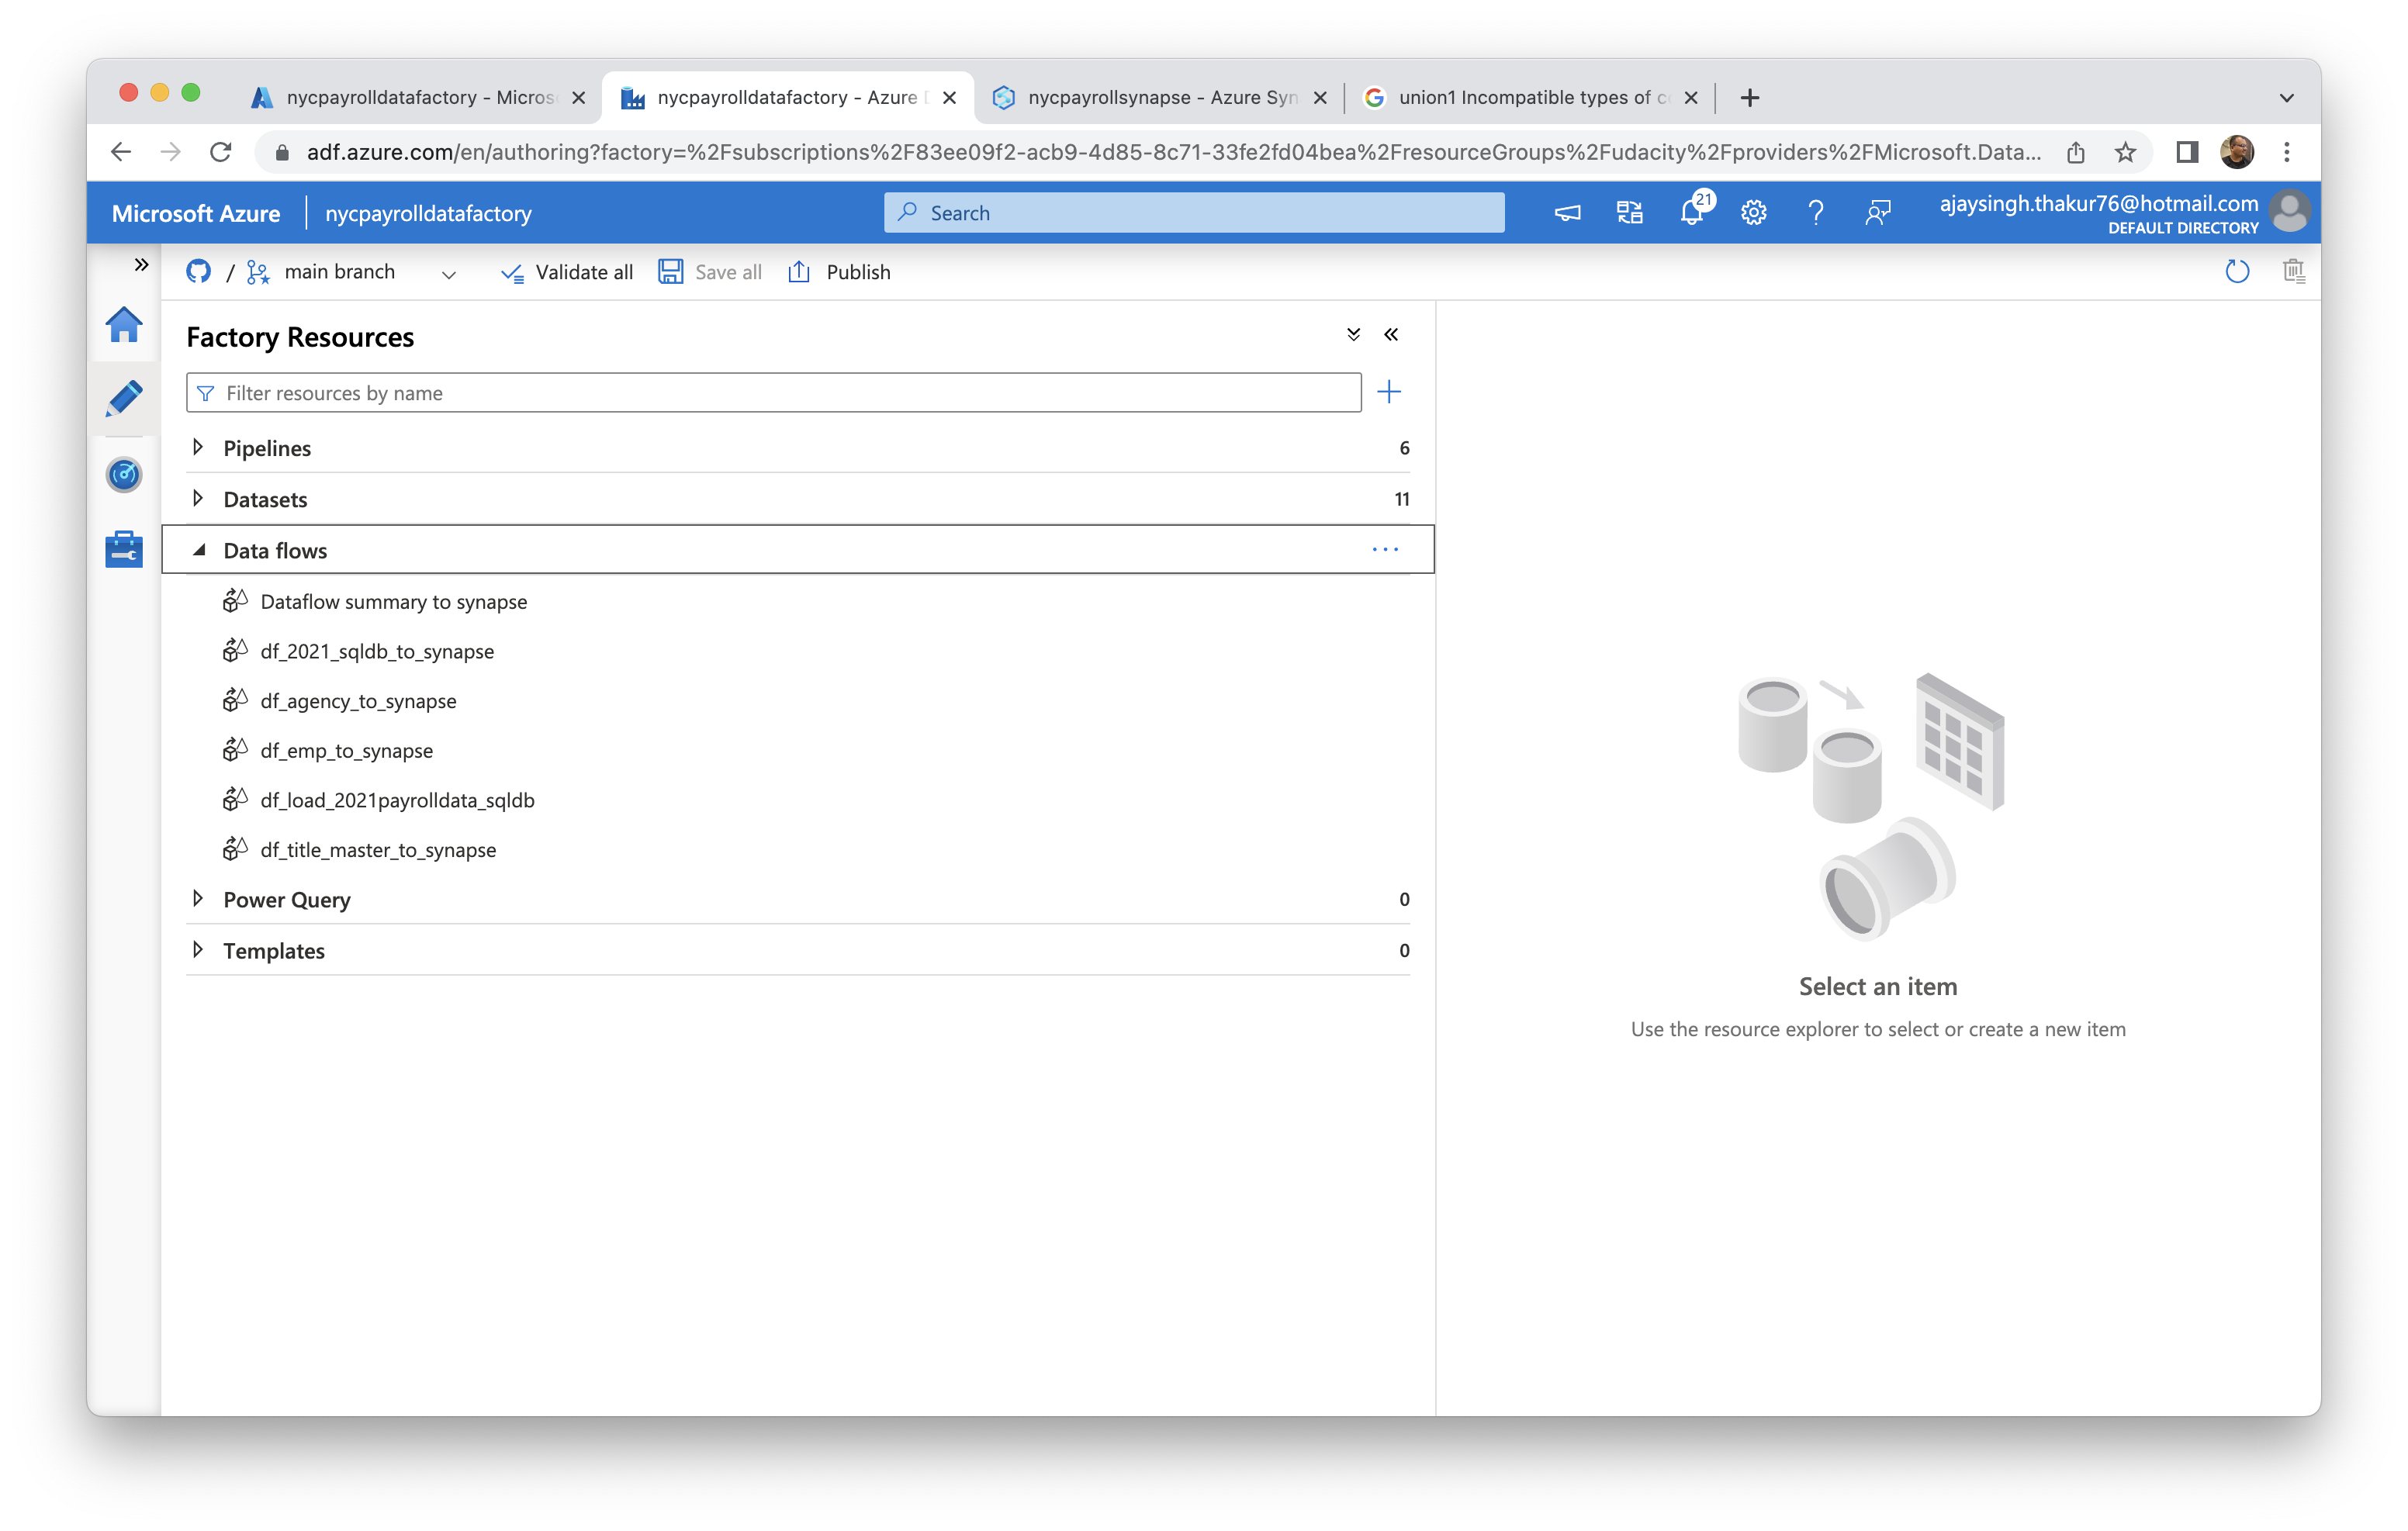 nycpayrolldatafactory - Micros
nycpayrolldatafactory - Azure D
nycpayrollsynapse - Azure Syn
union1 Incompatible types of c
adf.azure.com/en/authoring?factory=%2Fsubscriptions%2F83ee09f2-acb9-4d85-8c71-33fe2fd04bea%2FresourceGroups%2Fudacity%2Fproviders%2FMicrosoft.Data...
Microsoft Azure
nycpayrolldatafactory
Search
21
ajaysingh.thakur76@hotmail.com
DEFAULT DIRECTORY
/ main branch
Validate all
Save all
Publish
Factory Resources
Filter resources by name
Pipelines 6
Datasets 11
Data flows
Dataflow summary to synapse
df_2021_sqldb_to_synapse
df_agency_to_synapse
df_emp_to_synapse
df_load_2021payrolldata_sqldb
df_title_master_to_synapse
Power Query 0
Templates 0
Select an item
Use the resource explorer to select or create a new item